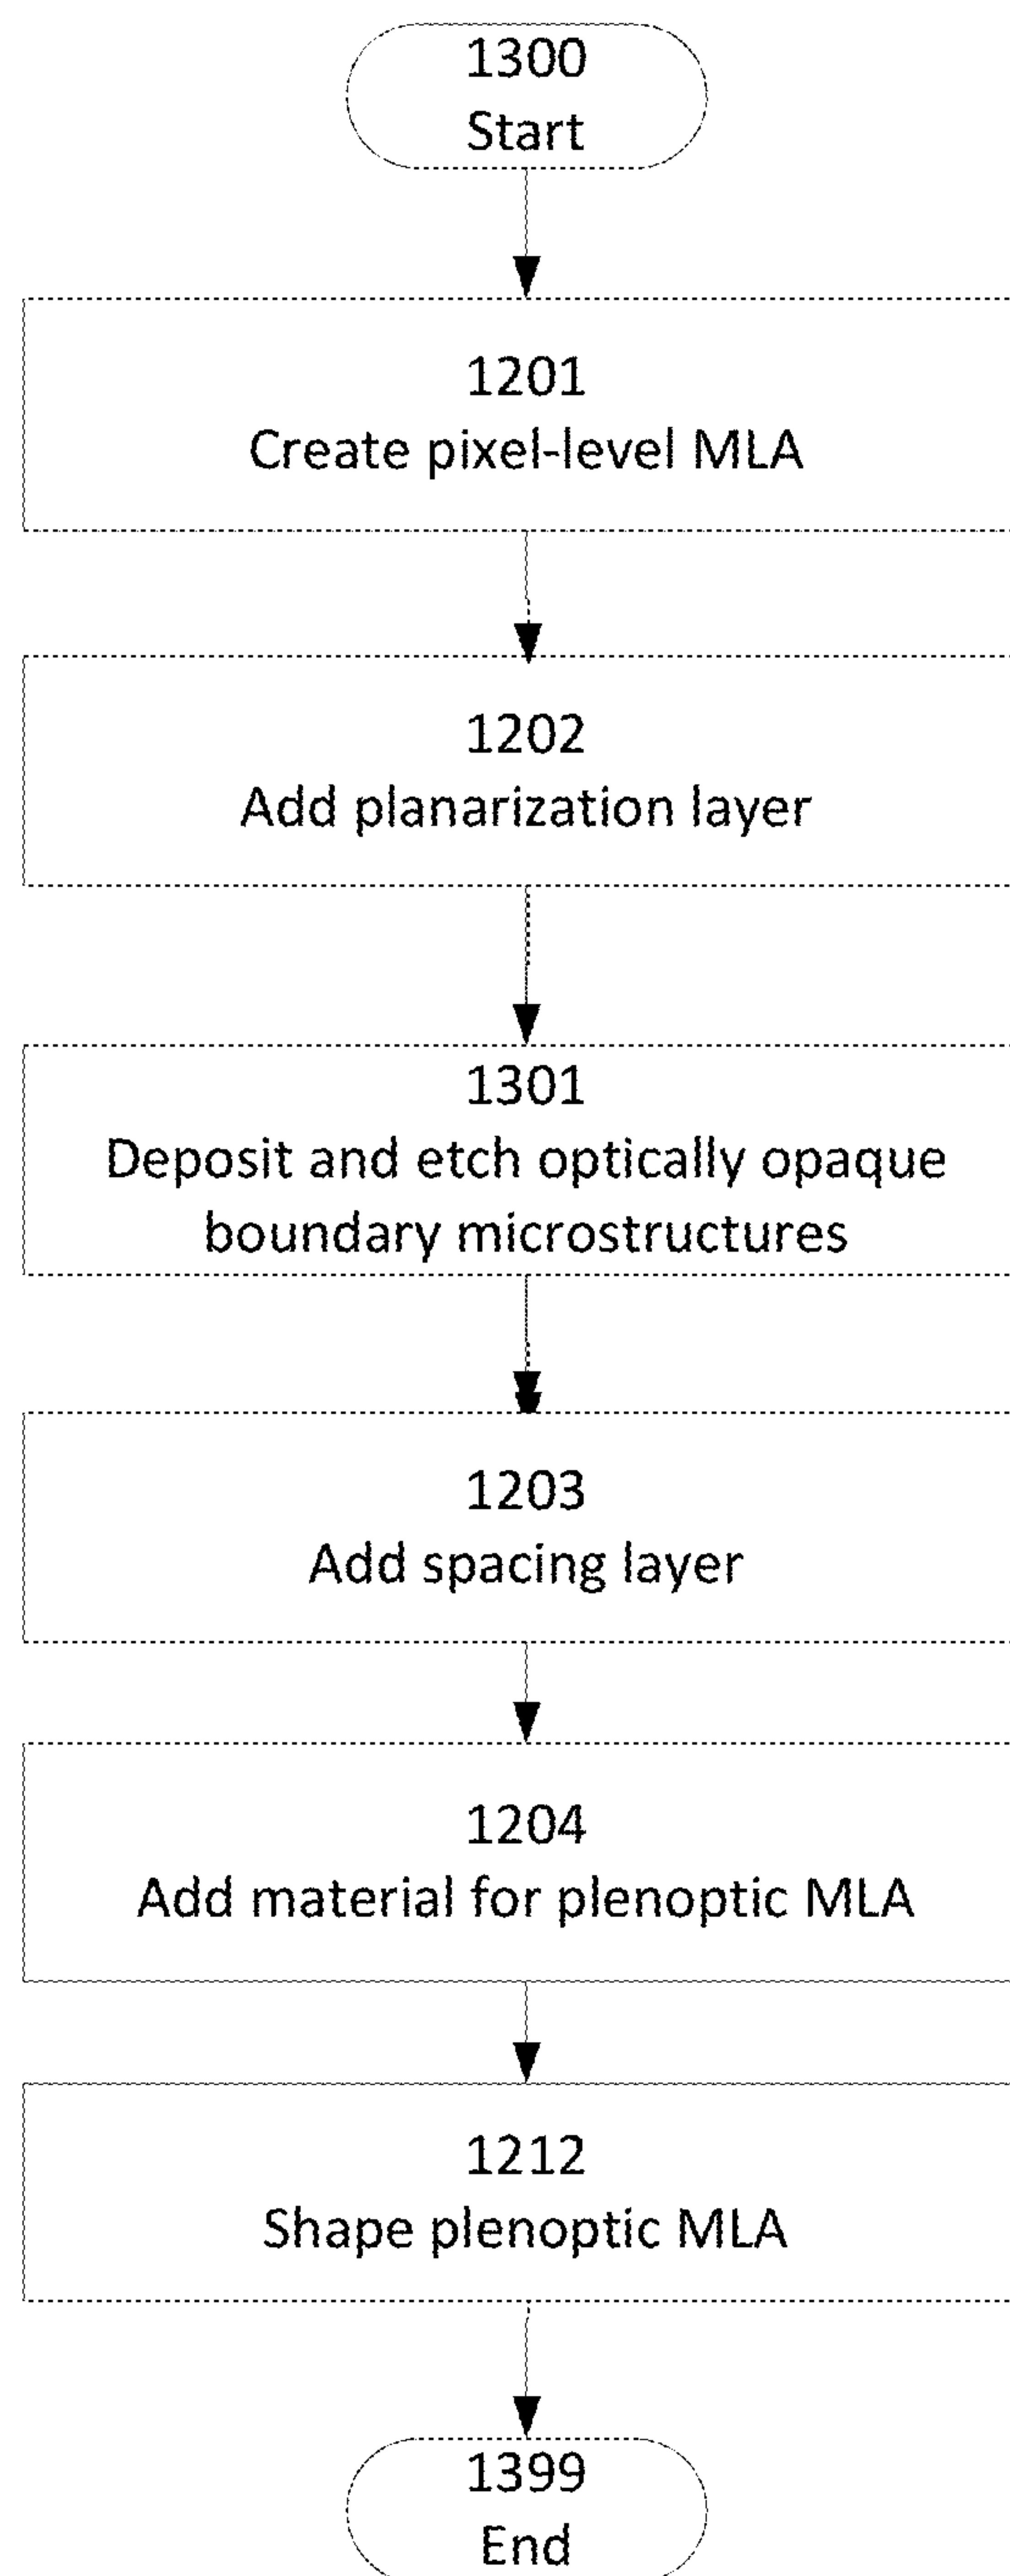 1300
Start
1201
Create pixel-level MLA
1202
Add planarization layer
1301
Deposit and etch optically opaque
boundary microstructures
1203
Add spacing layer
1204
Add material for plenoptic MLA
1212
Shape plenoptic MLA
1399
End